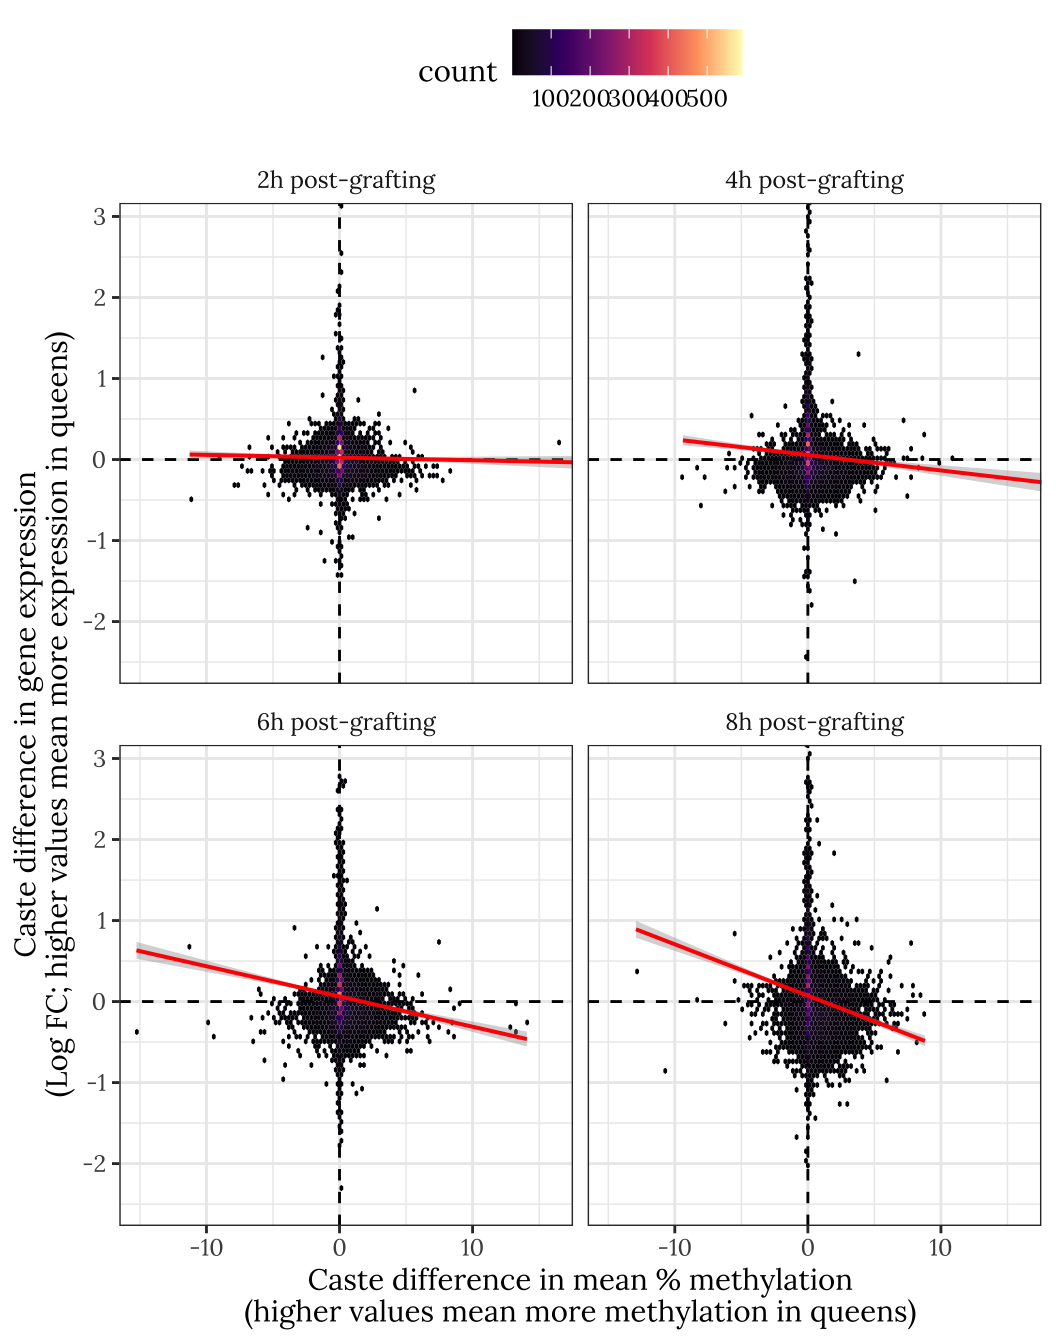 count
100200300400500
2h post-grafting
4h post-grafting
3
2
1
0
-1
-2
6h post-grafting
8h post-grafting
3
2
1
0
-1
-2
-10
0
10
-10
0
10
Caste difference in gene expression
(Log FC; higher values mean more expression in queens)
Caste difference in mean % methylation
(higher values mean more methylation in queens)